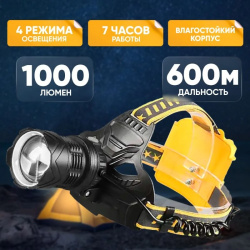 4 РЕЖИМА
ОСВЕЩЕНИЯ
7 ЧАСОВ
РАБОТЫ
ВЛАГОСТОЙКИЙ
КОРПУС
1000
ЛЮМЕН
600м
ДАЛЬНОСТЬ